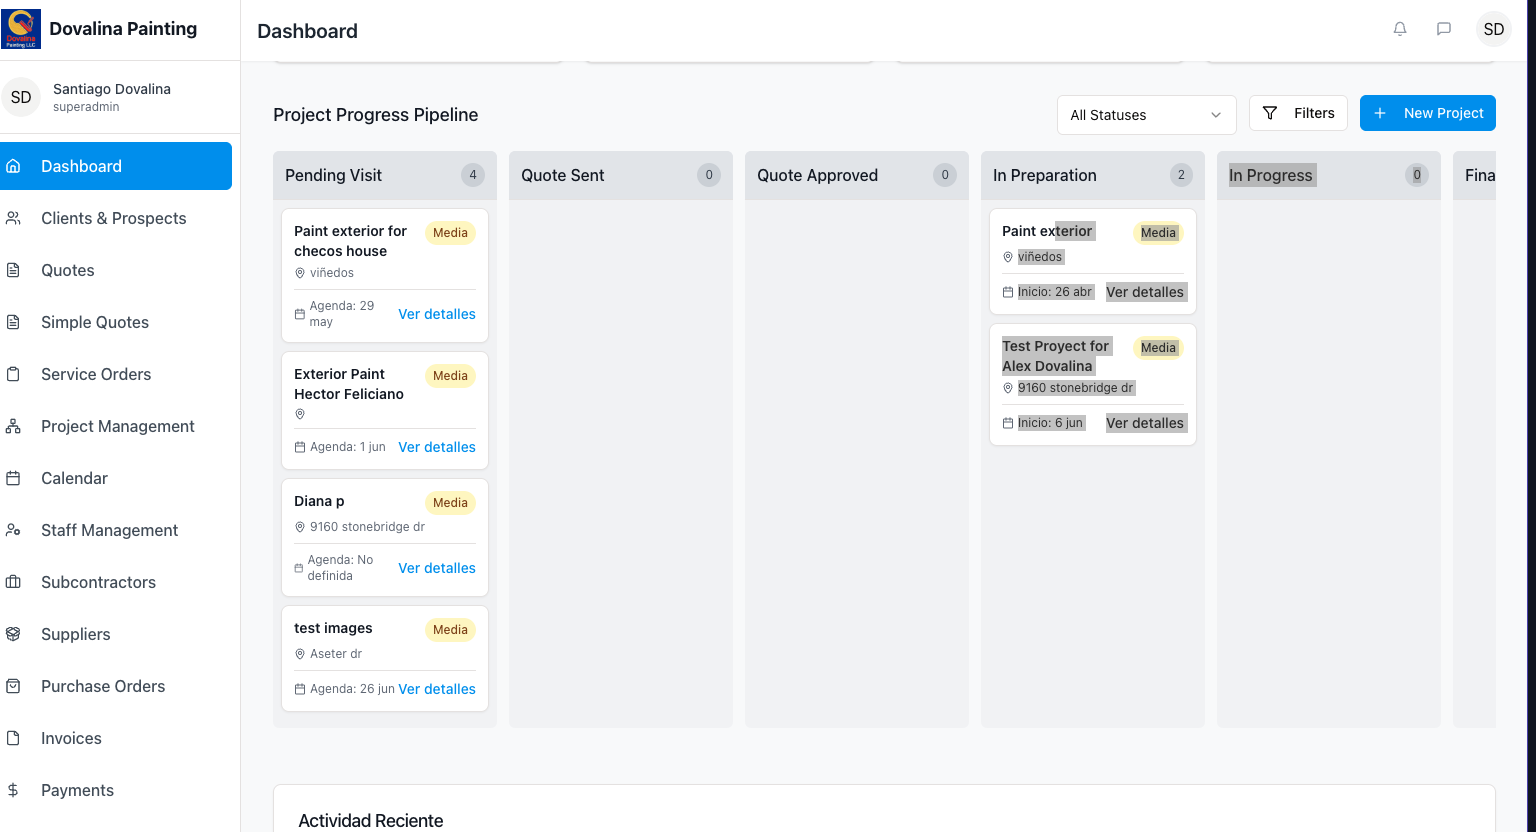 Dovalina
Painting LLC
Dovalina Painting
SD
Santiago Dovalina
superadmin
Dashboard
Clients & Prospects
Quotes
Simple Quotes
Service Orders
Project Management
Calendar
Staff Management
Subcontractors
Suppliers
Purchase Orders
Invoices
Payments
Dashboard
SD
Project Progress Pipeline
All Statuses
Filters
New Project
Pending Visit 4
Paint exterior for
checos house
Media
viñedos
Agenda: 29
may
Ver detalles
Exterior Paint
Hector Feliciano
Media
Agenda: 1 jun
Ver detalles
Diana p
Media
9160 stonebridge dr
Agenda: No
definida
Ver detalles
test images
Media
Aseter dr
Agenda: 26 jun
Ver detalles
Quote Sent 0
Quote Approved 0
In Preparation 2
Paint exterior
Media
viñedos
Inicio: 26 abr
Ver detalles
Test Proyect for
Alex Dovalina
Media
9160 stonebridge dr
Inicio: 6 jun
Ver detalles
In Progress 0
Fina
Actividad Reciente